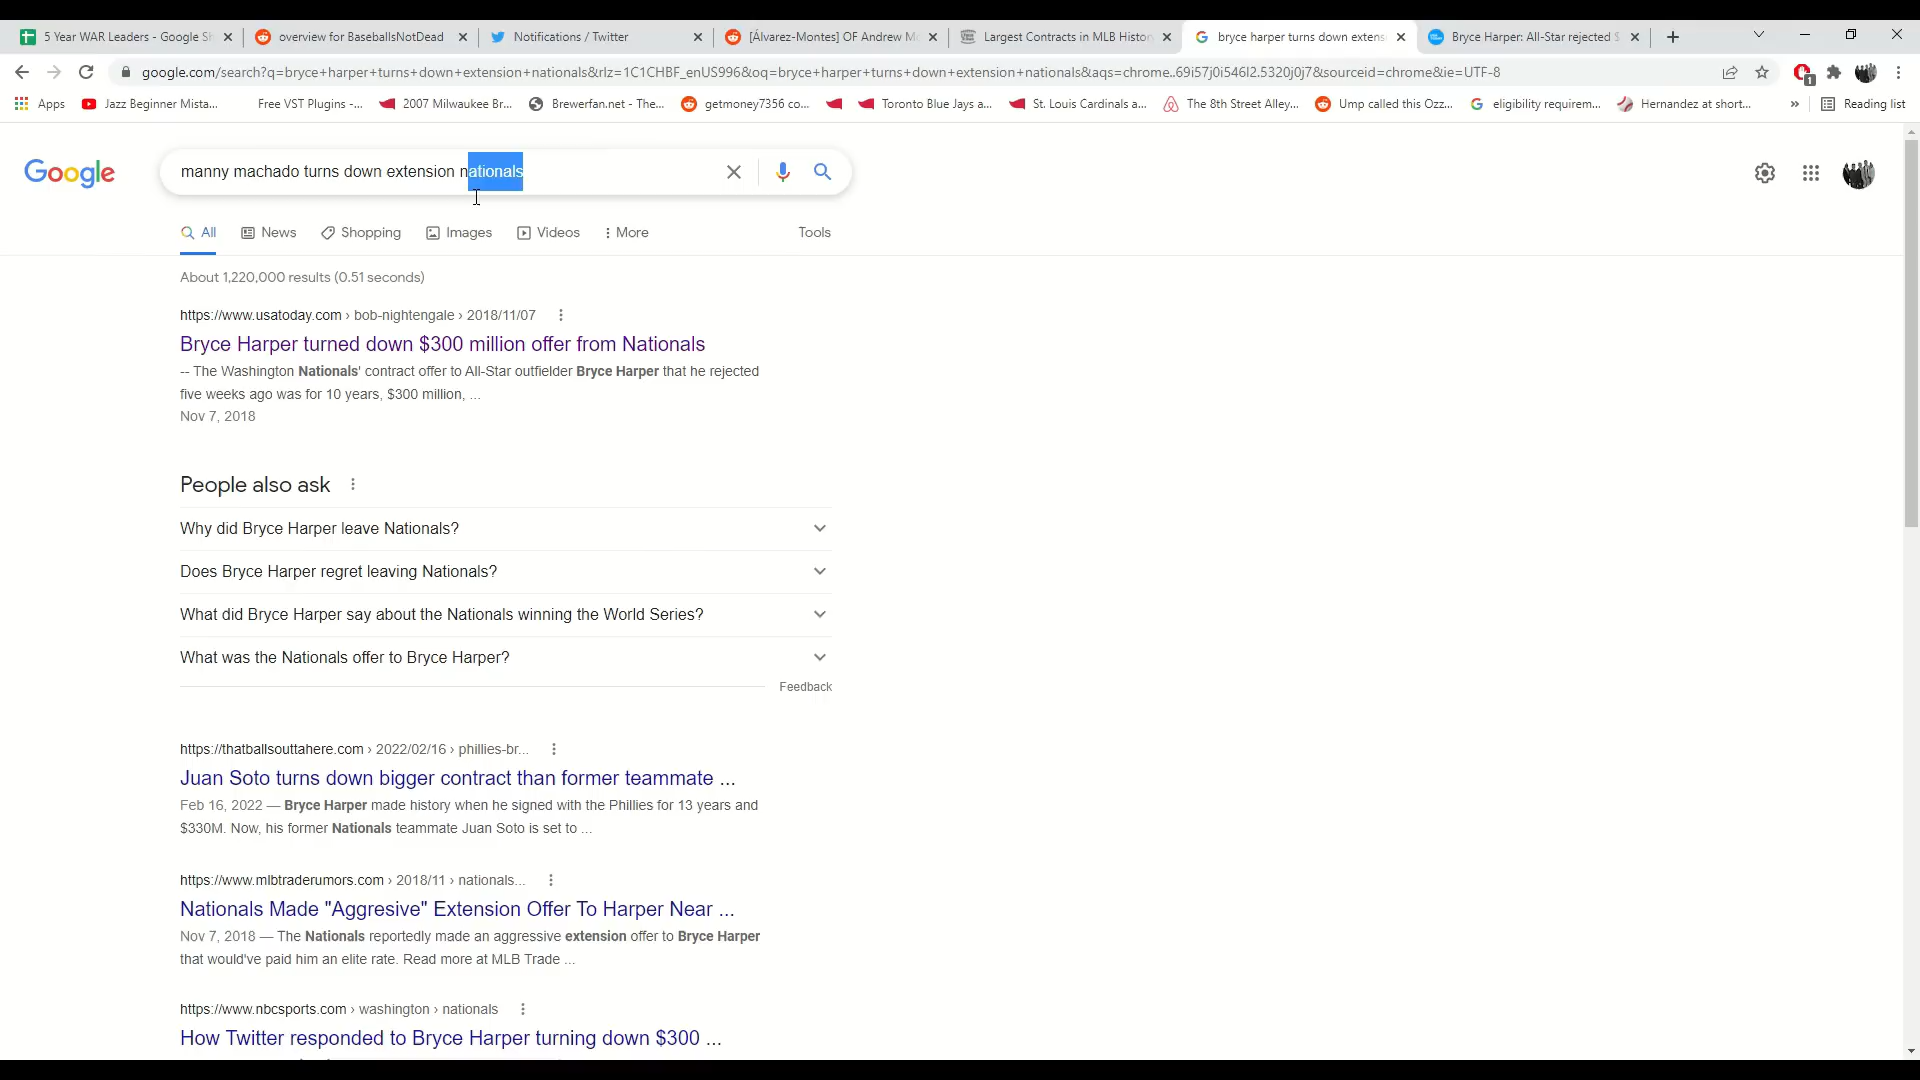 5 Year WAR Leaders - Google Sh
overview for BaseballsNotDead
Notifications / Twitter
[Álvarez-Montes] OF Andrew Mc
Largest Contracts in MLB Histor
bryce harper turns down extens
Bryce Harper: All-Star rejected $
google.com/search?q=bryce+harper+turns+down+extension+nationals&rlz=1C1CHBF_enUS996&oq=bryce+harper+turns+down+extension+nationals&aqs=chrome..69i57j0i546l2.5320j0j7&sourceid=chrome&ie=UTF-8
1
Apps
Jazz Beginner Mista...
Free VST Plugins -...
2007 Milwaukee Br...
Brewerfan.net - The...
getmoney7356 co...
Toronto Blue Jays a...
St. Louis Cardinals a...
The 8th Street Alley...
Ump called this Ozz...
eligibility requirem...
Hernandez at short...
»
Reading list
Google
manny machado turns down extension nationals
All
News
Shopping
Images
Videos
More
Tools
About 1,220,000 results (0.51 seconds)
https://www.usatoday.com › bob-nightengale › 2018/11/07
Bryce Harper turned down $300 million offer from Nationals
-- The Washington Nationals' contract offer to All-Star outfielder Bryce Harper that he rejected
five weeks ago was for 10 years, $300 million, ...
Nov 7, 2018
People also ask
Why did Bryce Harper leave Nationals?
Does Bryce Harper regret leaving Nationals?
What did Bryce Harper say about the Nationals winning the World Series?
What was the Nationals offer to Bryce Harper?
Feedback
https://thatballsouttahere.com › 2022/02/16 › phillies-br...
Juan Soto turns down bigger contract than former teammate ...
Feb 16, 2022 — Bryce Harper made history when he signed with the Phillies for 13 years and
$330M. Now, his former Nationals teammate Juan Soto is set to ...
https://www.mlbtraderumors.com › 2018/11 › nationals...
Nationals Made "Aggresive" Extension Offer To Harper Near ...
Nov 7, 2018 — The Nationals reportedly made an aggressive extension offer to Bryce Harper
that would've paid him an elite rate. Read more at MLB Trade ...
https://www.nbcsports.com › washington › nationals
How Twitter responded to Bryce Harper turning down $300 ...